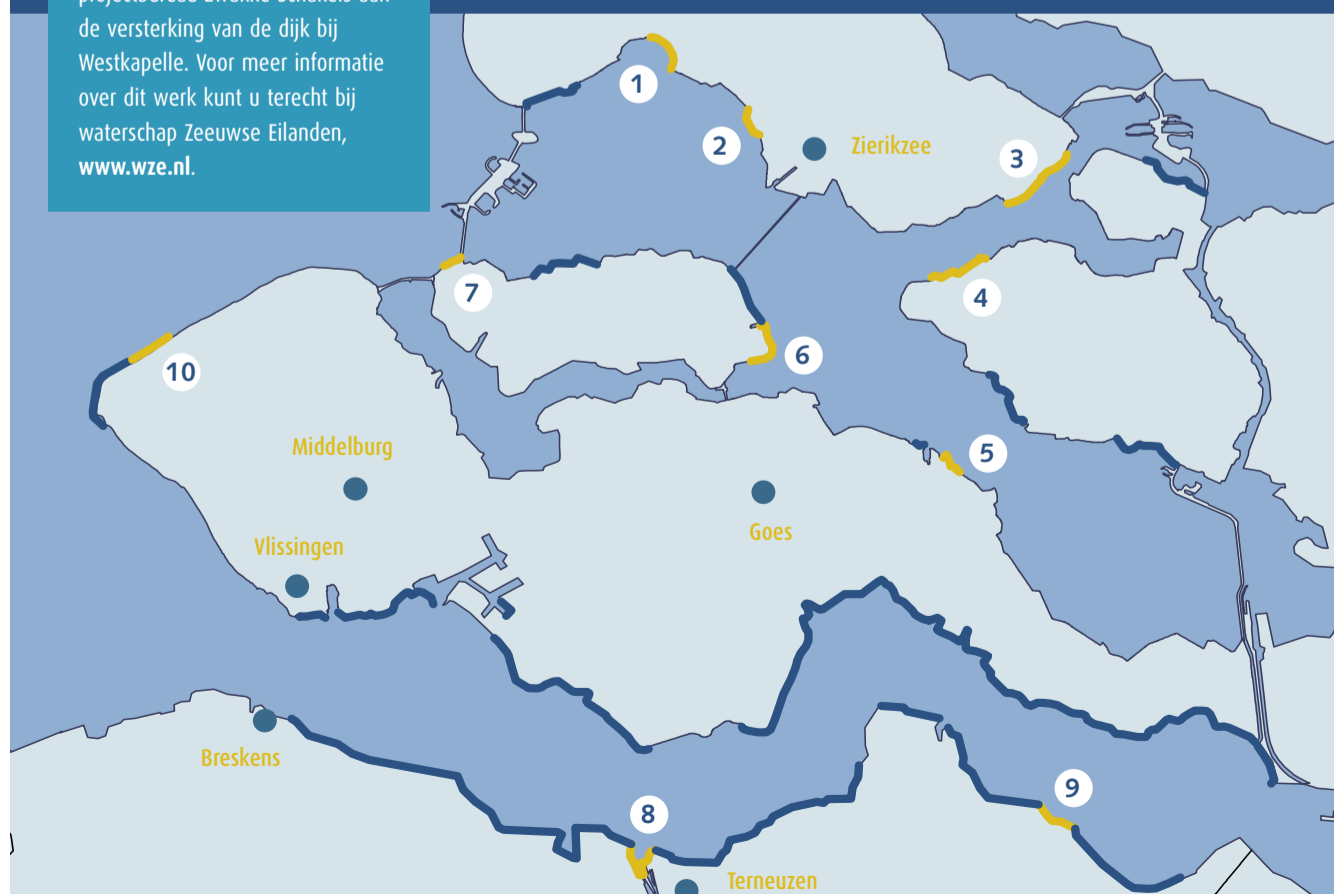 de versterking van de dijk bij
Westkapelle. Voor meer informatie
over dit werk kunt u terecht bij
waterschap Zeeuwse Eilanden,
www.wze.nl.
1
2
Zierikzee
3
7
4
6
10
Middelburg
5
Goes
Vlissingen
Breskens
9
8
Terneuzen